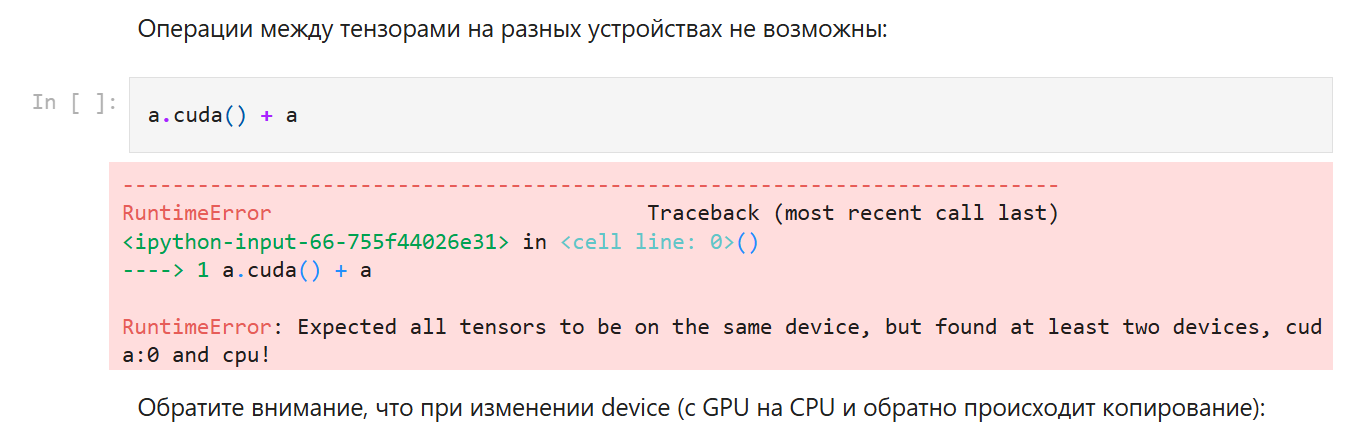 Операции между тензорами на разных устройствах не возможны:
In [ ]:
a.cuda() + a
---------------------------------------------------------------------------
RuntimeError                              Traceback (most recent call last)
<ipython-input-66-755f44026e31> in <cell line: 0>()
----> 1 a.cuda() + a
RuntimeError: Expected all tensors to be on the same device, but found at least two devices, cud
a:0 and cpu!
Обратите внимание, что при изменении device (с GPU на CPU и обратно происходит копирование):